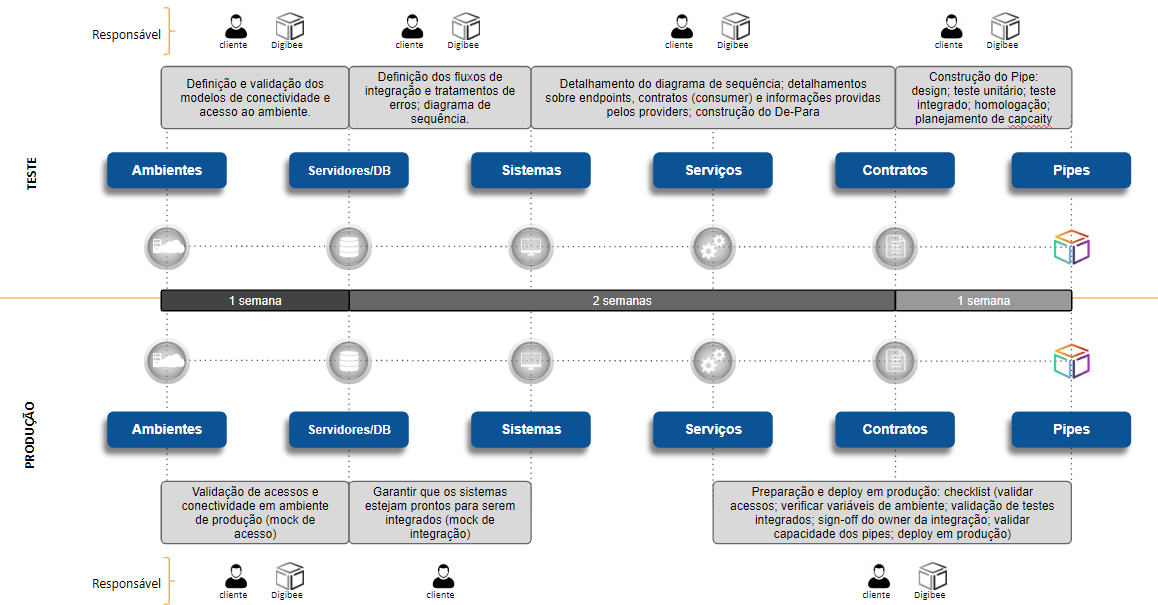 Responsável
cliente
Digibee
cliente
Digibee
cliente
Digibee
cliente
Digibee
Definição e validação dos
modelos de conectividade e
acesso ao ambiente.
Definição dos fluxos de
integração e tratamentos de
erros; diagrama de
sequência.
Detalhamento do diagrama de sequência; detalhamentos
sobre endpoints, contratos (consumer) e informações providas
pelos providers; construção do De-Para
Construção do Pipe:
design; teste unitário; teste
integrado; homologação;
planejamento de capcaity
TESTE
Ambientes
Servidores/DB
Sistemas
Serviços
Contratos
Pipes
1 semana
2 semanas
1 semana
PRODUÇÃO
Ambientes
Servidores/DB
Sistemas
Serviços
Contratos
Pipes
Validação de acessos e
conectividade em ambiente
de produção (mock de
acesso)
Garantir que os sistemas
estejam prontos para serem
integrados (mock de
integração)
Preparação e deploy em produção: checklist (validar
acessos; verificar variáveis de ambiente; validação de testes
integrados; sign-off do owner da integração; validar
capacidade dos pipes; deploy em produção)
Responsável
cliente
Digibee
cliente
cliente
Digibee